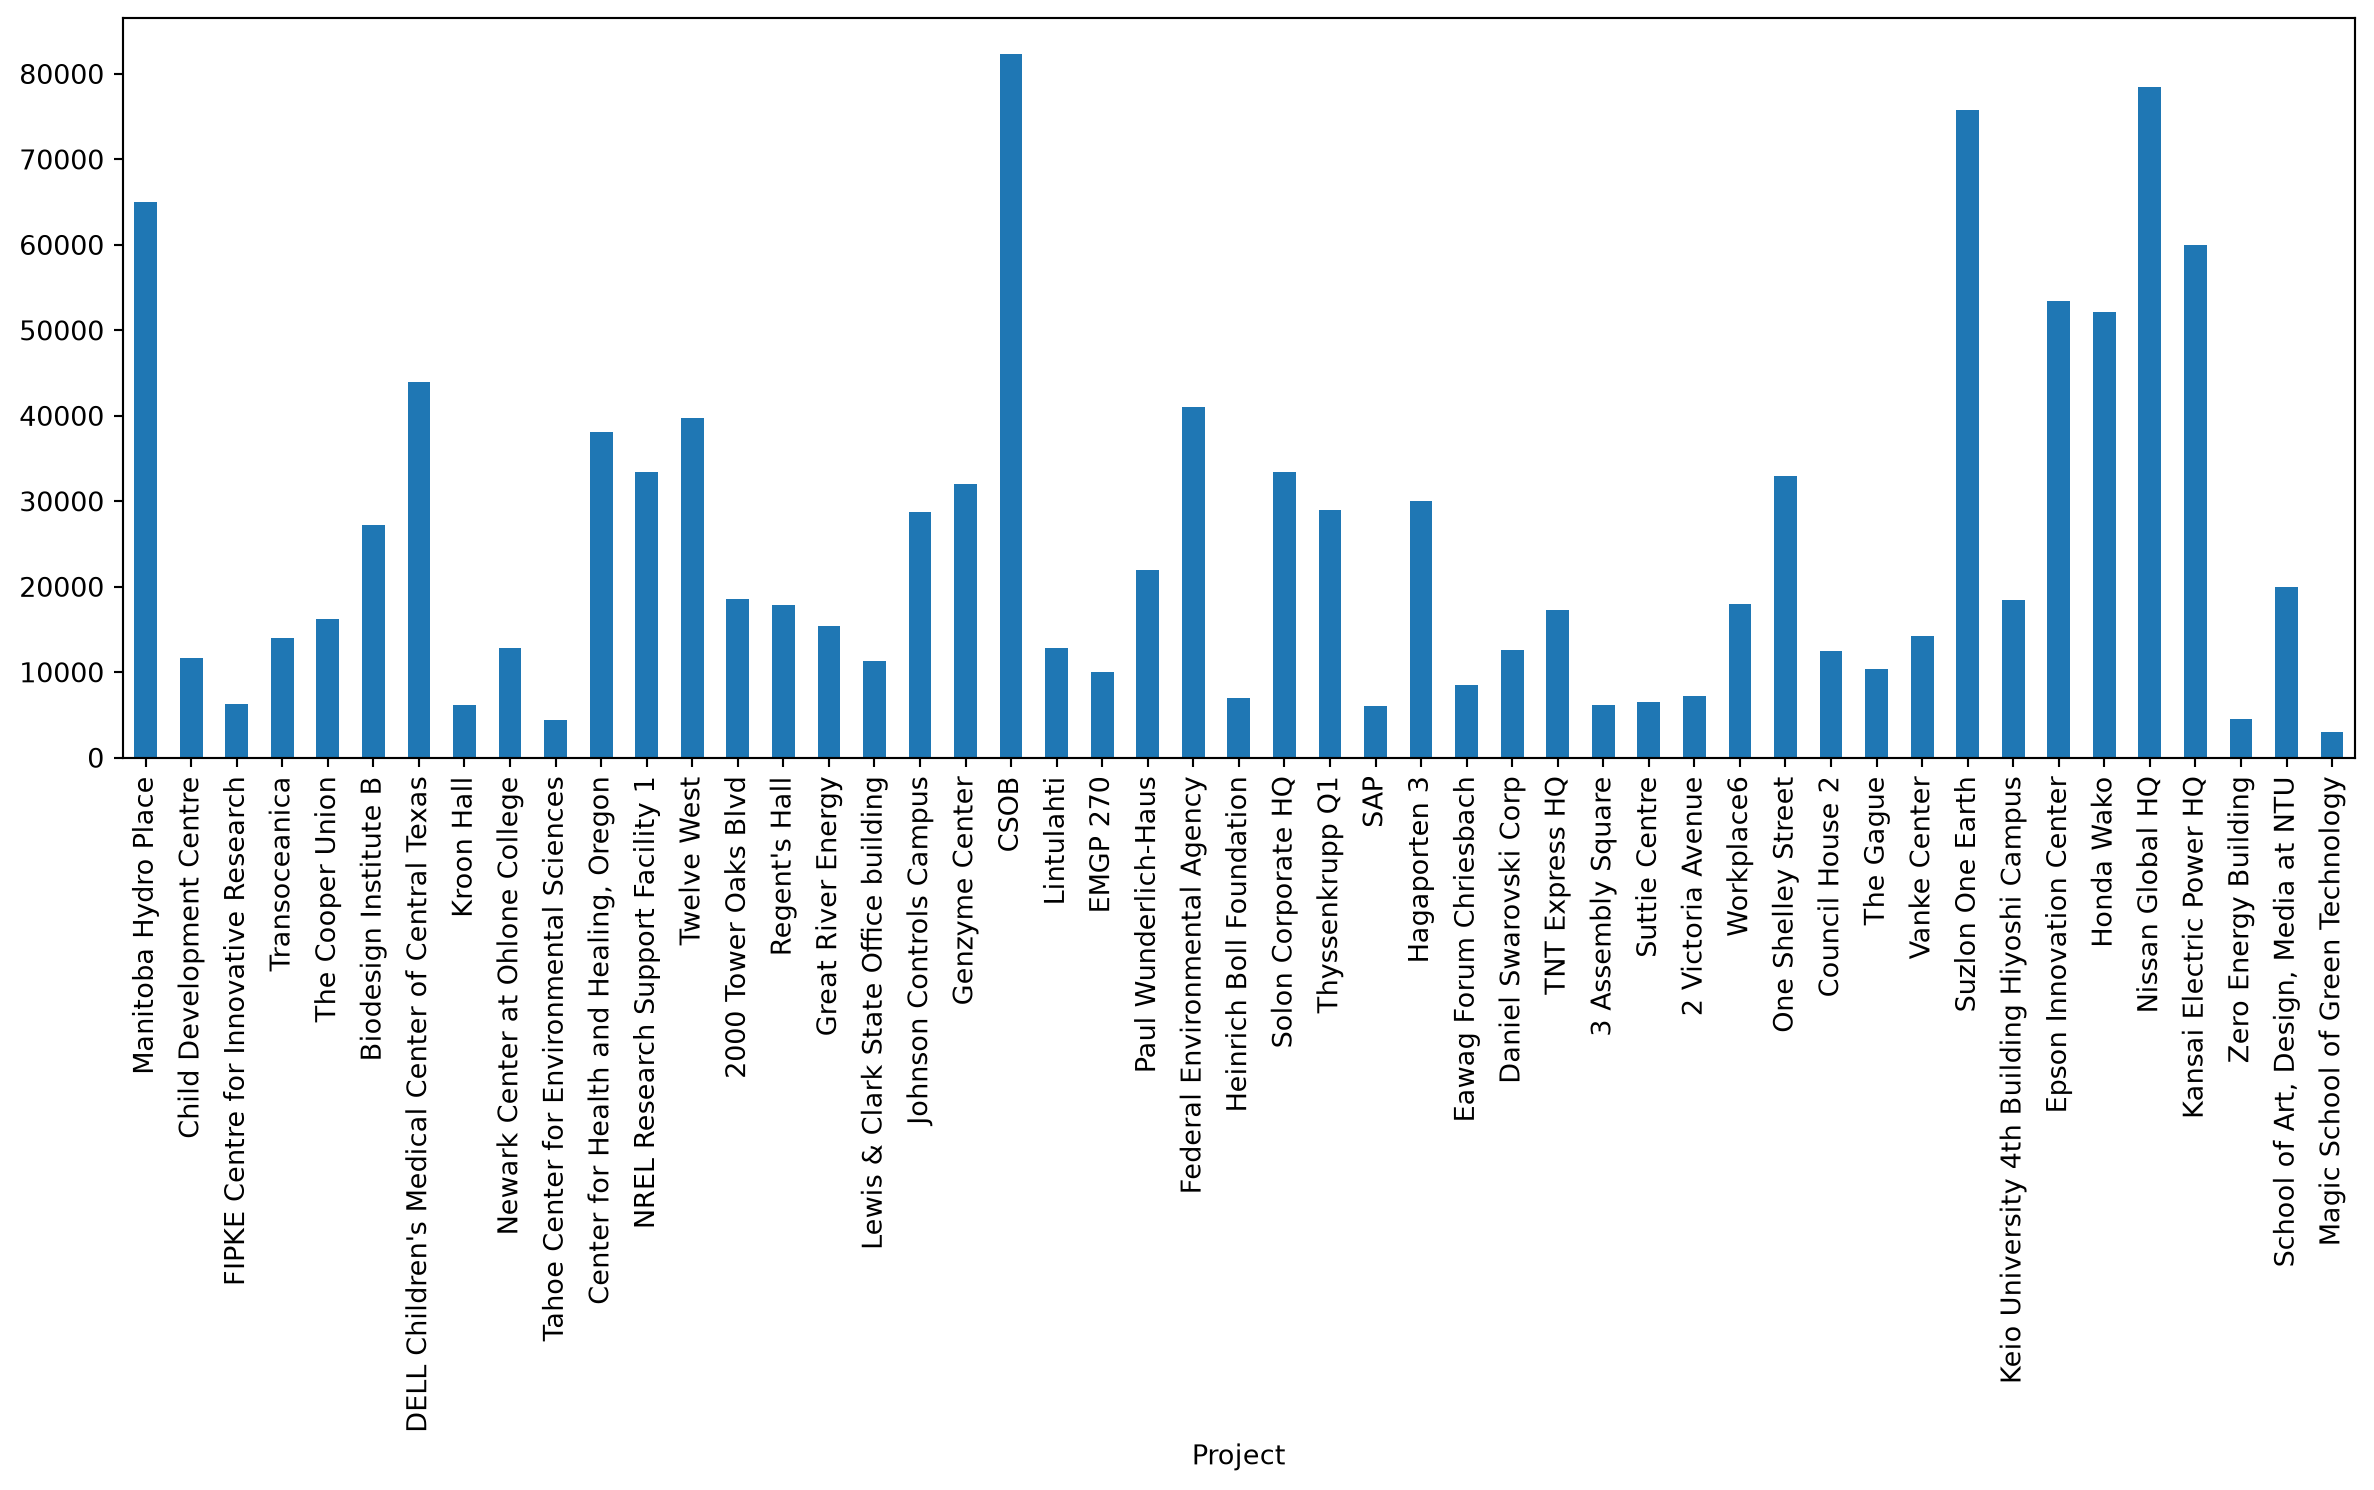 80000
70000
60000
50000
40000
30000
20000
10000
0
Manitoba Hydro Place
Child Development Centre
FIPKE Centre for Innovative Research
Transoceanica
The Cooper Union
Biodesign Institute B
DELL Children's Medical Center of Central Texas
Kroon Hall
Newark Center at Ohlone College
Tahoe Center for Environmental Sciences
Center for Health and Healing, Oregon
NREL Research Support Facility 1
Twelve West
2000 Tower Oaks Blvd
Regent's Hall
Great River Energy
Lewis & Clark State Office building
Johnson Controls Campus
Genzyme Center
CSOB
Lintulahti
EMGP 270
Paul Wunderlich-Haus
Federal Environmental Agency
Heinrich Boll Foundation
Solon Corporate HQ
Thyssenkrupp Q1
SAP
Hagaporten 3
Eawag Forum Chriesbach
Daniel Swarovski Corp
TNT Express HQ
3 Assembly Square
Suttie Centre
2 Victoria Avenue
Workplace6
One Shelley Street
Council House 2
The Gague
Vanke Center
Suzlon One Earth
Keio University 4th Building Hiyoshi Campus
Epson Innovation Center
Honda Wako
Nissan Global HQ
Kansai Electric Power HQ
Zero Energy Building
School of Art, Design, Media at NTU
Magic School of Green Technology
Project